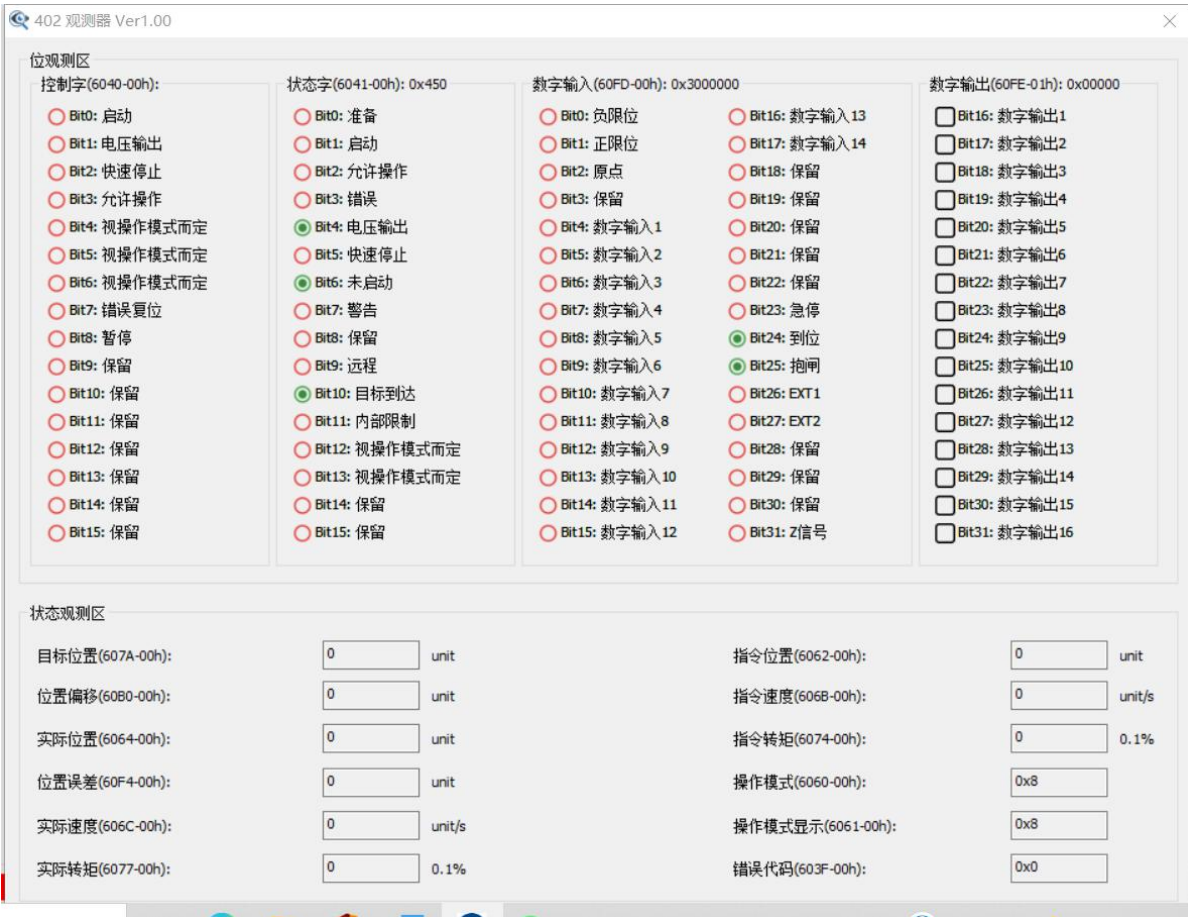 402 观测器 Ver1.00
位观测区
控制字(6040-00h):
Bit0: 启动
Bit1: 电压输出
Bit2: 快速停止
Bit3: 允许操作
Bit4: 视操作模式而定
Bit5: 视操作模式而定
Bit6: 视操作模式而定
Bit7: 错误复位
Bit8: 暂停
Bit9: 保留
Bit10: 保留
Bit11: 保留
Bit12: 保留
Bit13: 保留
Bit14: 保留
Bit15: 保留
状态字(6041-00h): 0x450
Bit0: 准备
Bit1: 启动
Bit2: 允许操作
Bit3: 错误
Bit4: 电压输出
Bit5: 快速停止
Bit6: 未启动
Bit7: 警告
Bit8: 保留
Bit9: 远程
Bit10: 目标到达
Bit11: 内部限制
Bit12: 视操作模式而定
Bit13: 视操作模式而定
Bit14: 保留
Bit15: 保留
数字输入(60FD-00h): 0x3000000
Bit0: 负限位
Bit1: 正限位
Bit2: 原点
Bit3: 保留
Bit4: 数字输入1
Bit5: 数字输入2
Bit6: 数字输入3
Bit7: 数字输入4
Bit8: 数字输入5
Bit9: 数字输入6
Bit10: 数字输入7
Bit11: 数字输入8
Bit12: 数字输入9
Bit13: 数字输入10
Bit14: 数字输入11
Bit15: 数字输入12
Bit16: 数字输入13
Bit17: 数字输入14
Bit18: 保留
Bit19: 保留
Bit20: 保留
Bit21: 保留
Bit22: 保留
Bit23: 急停
Bit24: 到位
Bit25: 抱闸
Bit26: EXT1
Bit27: EXT2
Bit28: 保留
Bit29: 保留
Bit30: 保留
Bit31: Z信号
数字输出(60FE-01h): 0x00000
Bit16: 数字输出1
Bit17: 数字输出2
Bit18: 数字输出3
Bit19: 数字输出4
Bit20: 数字输出5
Bit21: 数字输出6
Bit22: 数字输出7
Bit23: 数字输出8
Bit24: 数字输出9
Bit25: 数字输出10
Bit26: 数字输出11
Bit27: 数字输出12
Bit28: 数字输出13
Bit29: 数字输出14
Bit30: 数字输出15
Bit31: 数字输出16
状态观测区
目标位置(607A-00h): 0 unit
位置偏移(60B0-00h): 0 unit
实际位置(6064-00h): 0 unit
位置误差(60F4-00h): 0 unit
实际速度(606C-00h): 0 unit/s
实际转矩(6077-00h): 0 0.1%
指令位置(6062-00h): 0 unit
指令速度(606B-00h): 0 unit/s
指令转矩(6074-00h): 0 0.1%
操作模式(6060-00h): 0x8
操作模式显示(6061-00h): 0x8
错误代码(603F-00h): 0x0